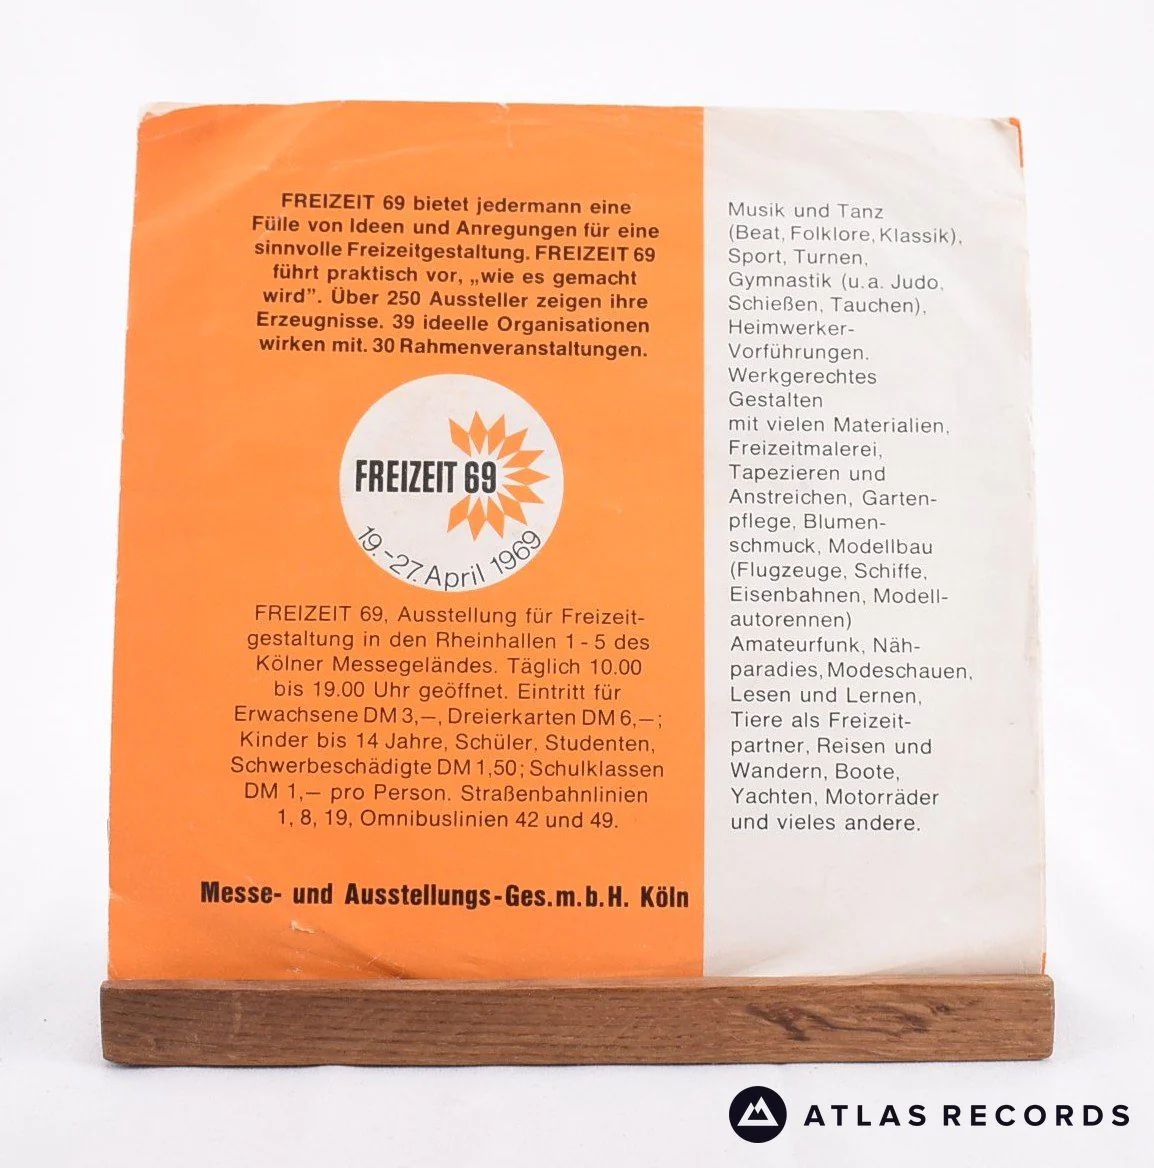 FREIZEIT 69 bietet jedermann eine
Fülle von Ideen und Anregungen für eine
sinnvolle Freizeitgestaltung. FREIZEIT 69
führt praktisch vor, „wie es gemacht
wird”. Über 250 Aussteller zeigen ihre
Erzeugnisse. 39 ideelle Organisationen
wirken mit. 30 Rahmenveranstaltungen.
FREIZEIT 69
19.-27. April 1969
FREIZEIT 69, Ausstellung für Freizeit-
gestaltung in den Rheinhallen 1 - 5 des
Kölner Messegeländes. Täglich 10.00
bis 19.00 Uhr geöffnet. Eintritt für
Erwachsene DM 3,—, Dreierkarten DM 6,—;
Kinder bis 14 Jahre, Schüler, Studenten,
Schwerbeschädigte DM 1,50; Schulklassen
DM 1,— pro Person. Straßenbahnlinien
1, 8, 19, Omnibuslinien 42 und 49.
Messe- und Ausstellungs-Ges.m.b.H. Köln
Musik und Tanz
(Beat, Folklore, Klassik),
Sport, Turnen,
Gymnastik (u.a. Judo,
Schießen, Tauchen),
Heimwerker-
Vorführungen.
Werkgerechtes
Gestalten
mit vielen Materialien,
Freizeitmalerei,
Tapezieren und
Anstreichen, Garten-
pflege, Blumen-
schmuck, Modellbau
(Flugzeuge, Schiffe,
Eisenbahnen, Modell-
autorennen)
Amateurfunk, Näh-
paradies, Modeschauen,
Lesen und Lernen,
Tiere als Freizeit-
partner, Reisen und
Wandern, Boote,
Yachten, Motorräder
und vieles andere.
ATLAS RECORDS